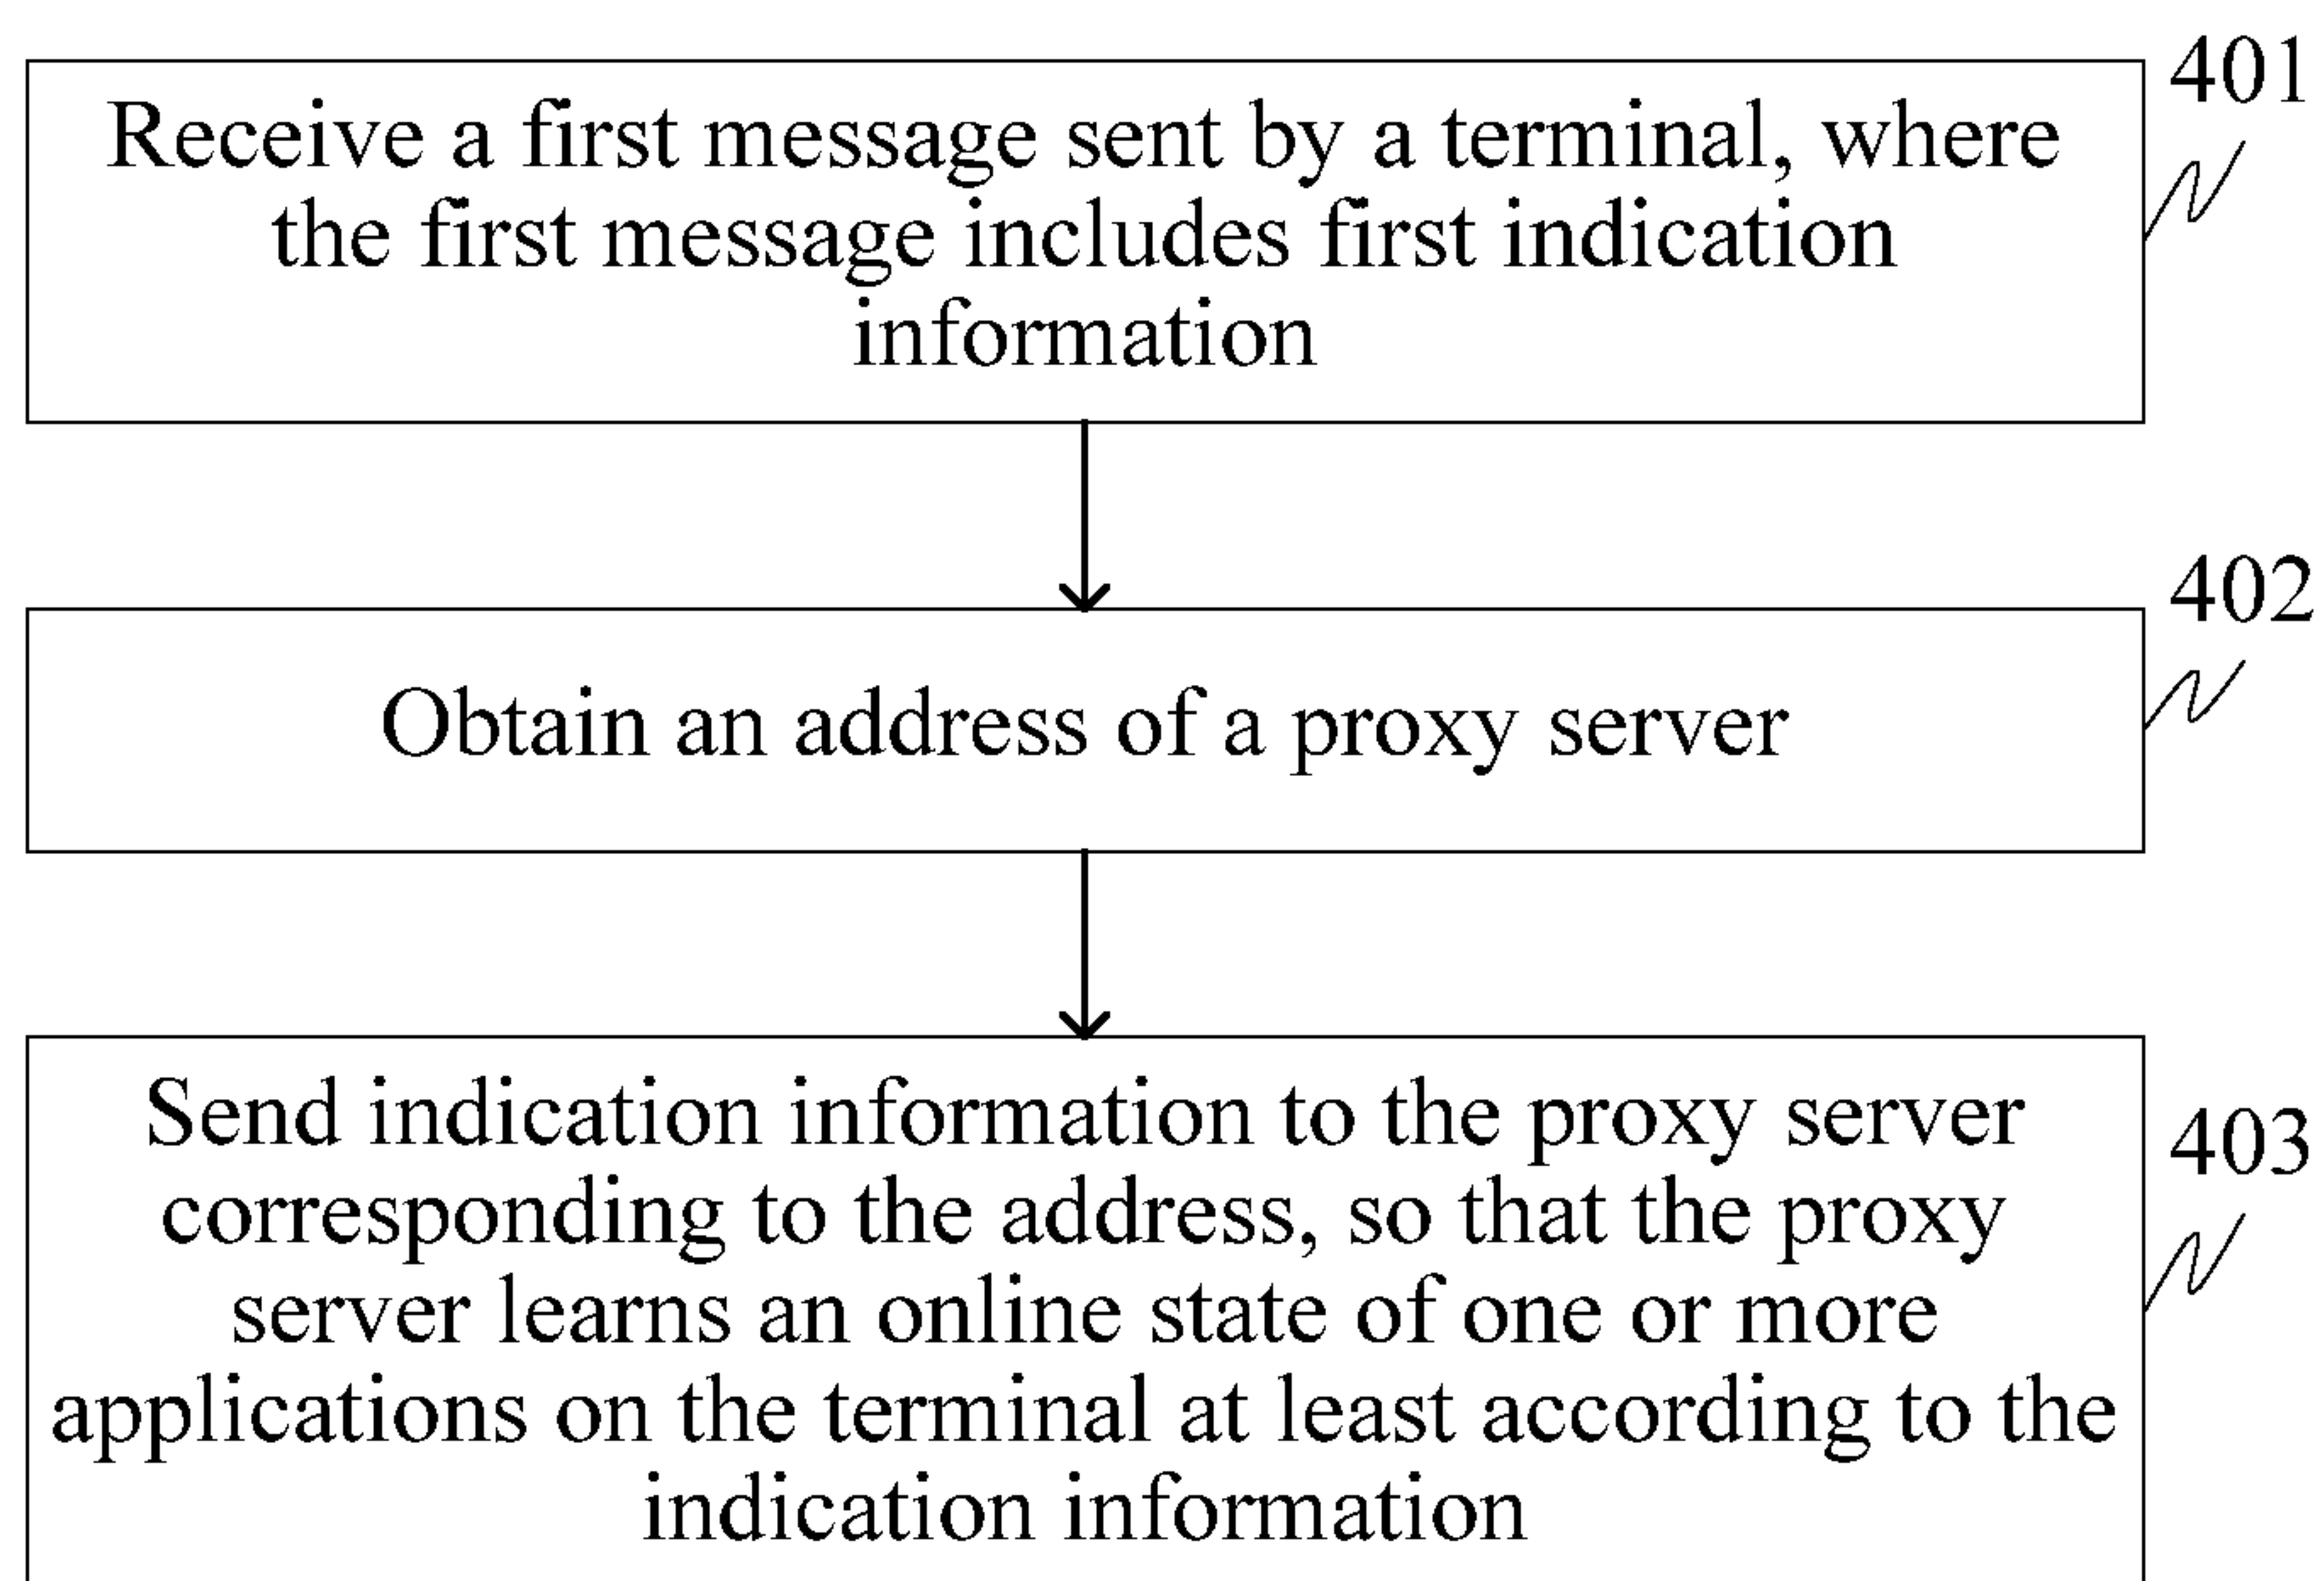 401
Receive a first message sent by a terminal, where
the first message includes first indication
information
402
Obtain an address of a proxy server
403
Send indication information to the proxy server
corresponding to the address, so that the proxy
server learns an online state of one or more
applications on the terminal at least according to the
indication information